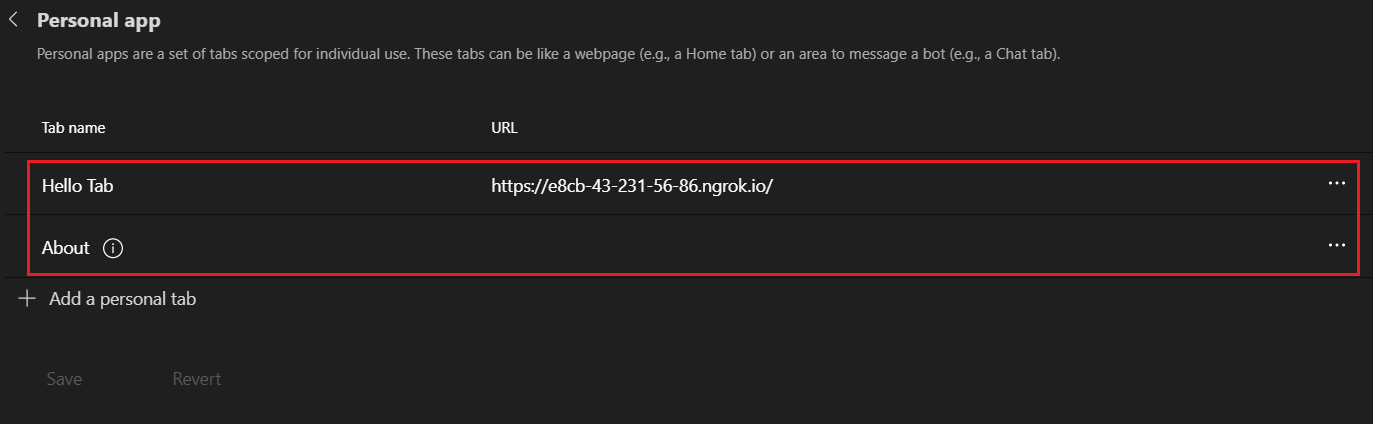 Personal app
Personal apps are a set of tabs scoped for individual use. These tabs can be like a webpage (e.g., a Home tab) or an area to message a bot (e.g., a Chat tab).
Tab name URL
Hello Tab https://e8cb-43-231-56-86.ngrok.io/
About
Add a personal tab
Save Revert